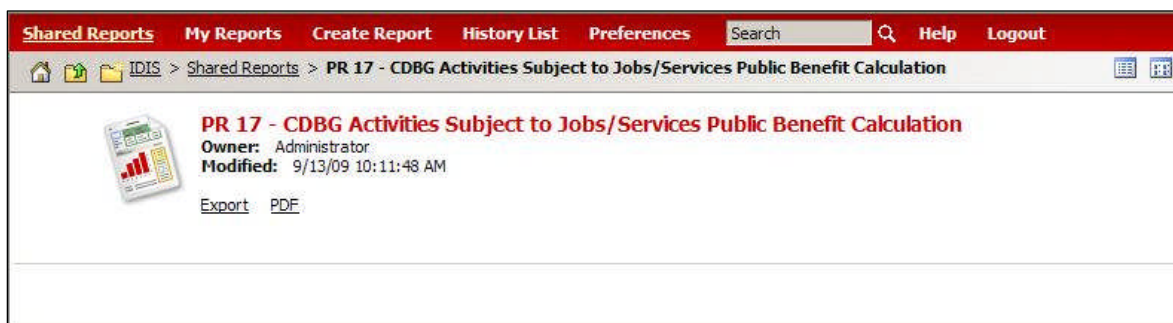 Shared Reports My Reports Create Report History List Preferences Search Help Logout
IDIS > Shared Reports > PR 17 - CDBG Activities Subject to Jobs/Services Public Benefit Calculation
PR 17 - CDBG Activities Subject to Jobs/Services Public Benefit Calculation
Owner: Administrator
Modified: 9/13/09 10:11:48 AM
Export PDF